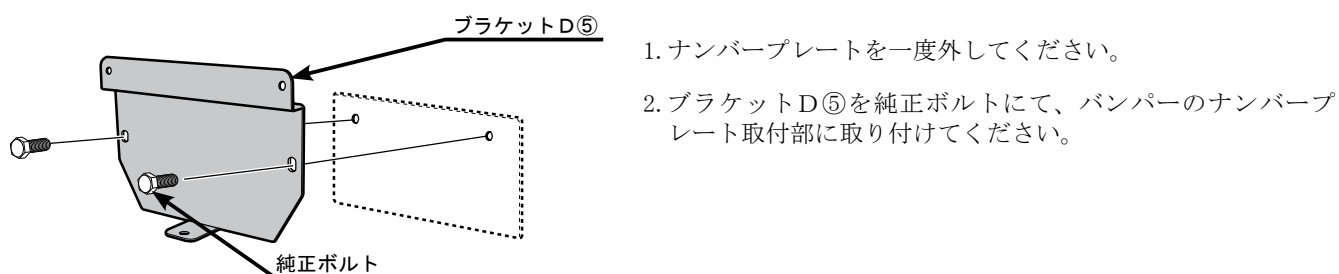 ブラケットD⑤
1.ナンバープレートを一度外してください。
2.ブラケットD⑤を純正ボルトにて、バンパーのナンバープ
レート取付部に取り付けてください。
純正ボルト